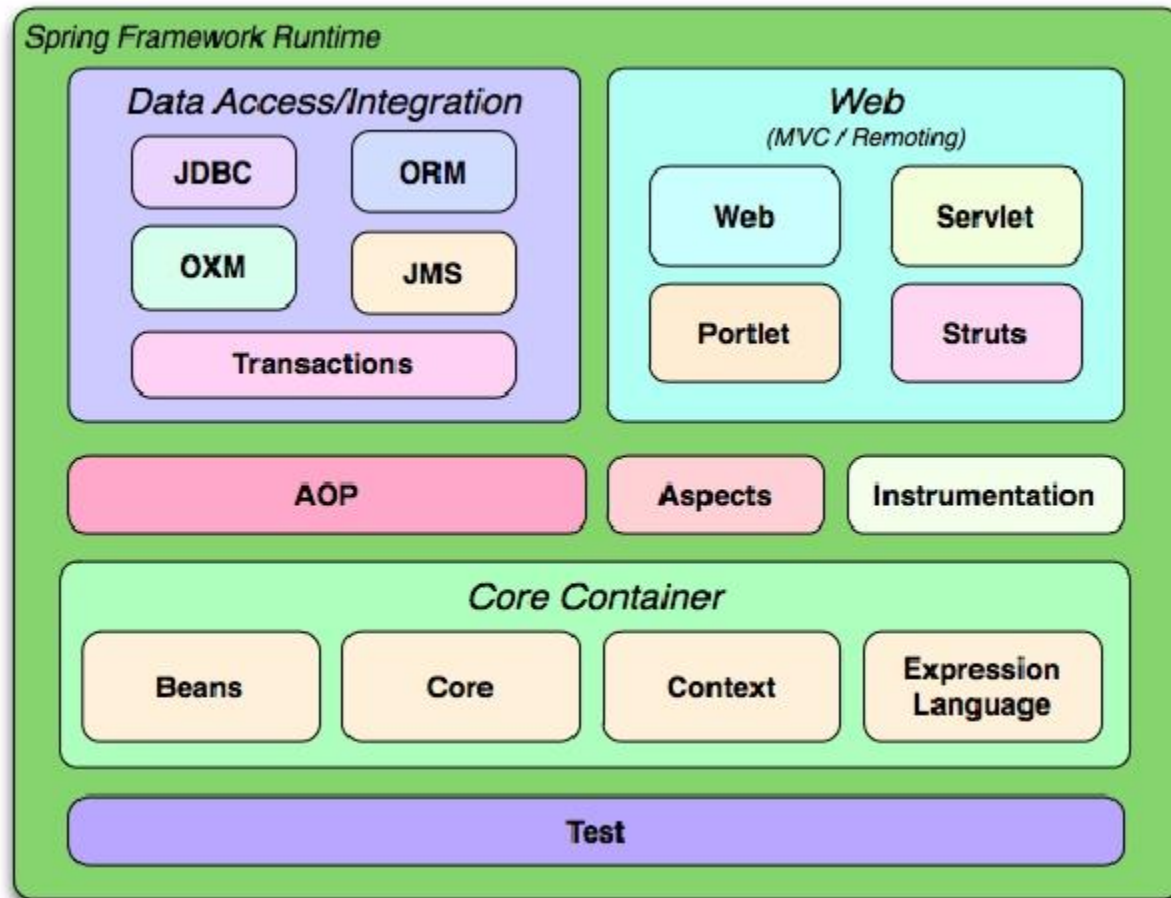 Spring Framework Runtime
Data Access/Integration
JDBC
ORM
OXM
JMS
Transactions
Web
(MVC / Remoting)
Web
Servlet
Portlet
Struts
AOP
Aspects
Instrumentation
Core Container
Beans
Core
Context
Expression
Language
Test